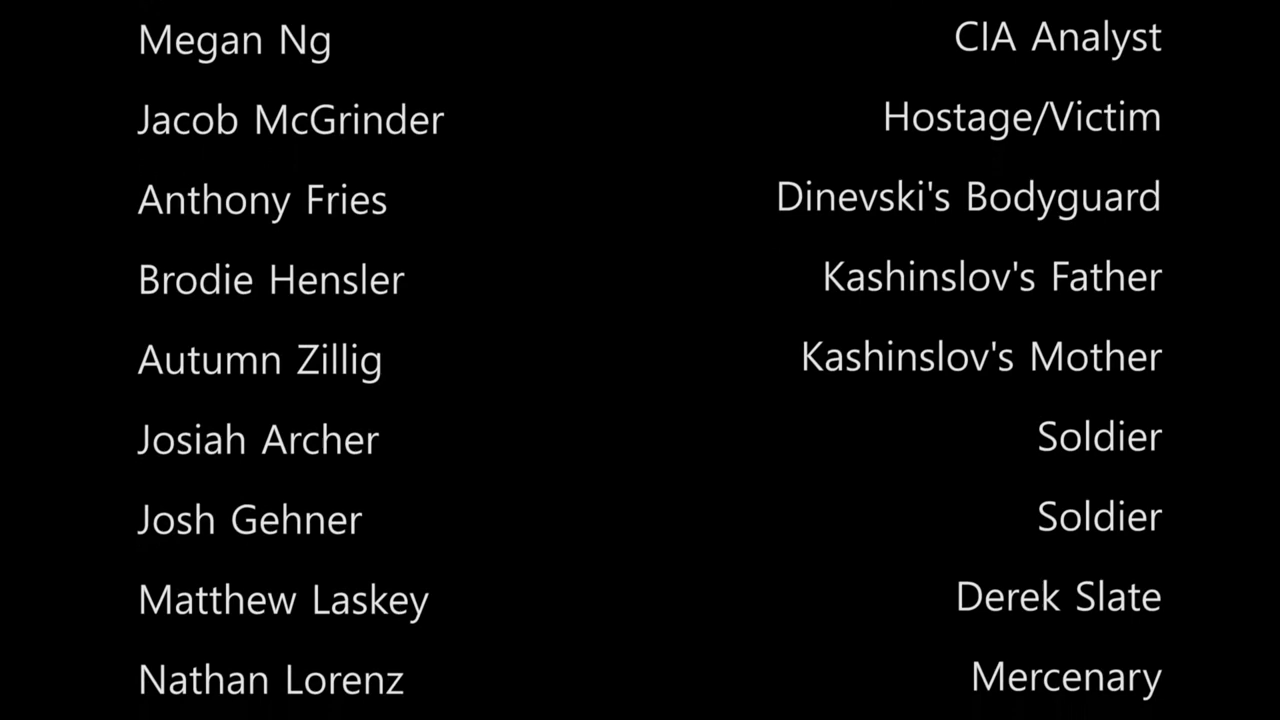 Megan Ng CIA Analyst
Jacob McGrinder Hostage/Victim
Anthony Fries Dinevski's Bodyguard
Brodie Hensler Kashinslov's Father
Autumn Zillig Kashinslov's Mother
Josiah Archer Soldier
Josh Gehner Soldier
Matthew Laskey Derek Slate
Nathan Lorenz Mercenary